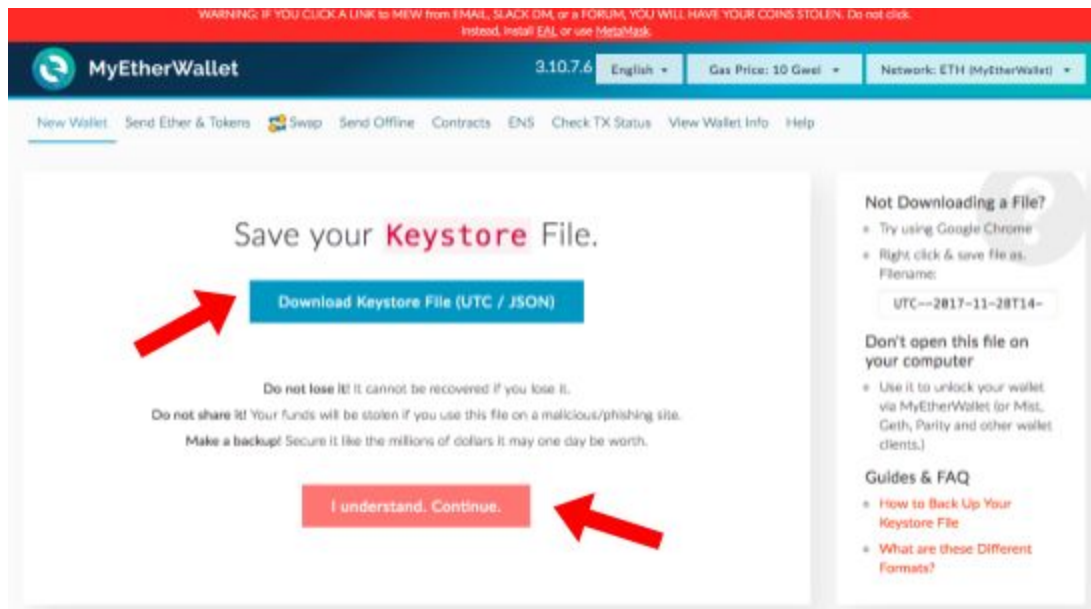 WARNING: IF YOU CLICK A LINK to MEW from EMAIL, SLACK DM, or a FORUM, YOU WILL HAVE YOUR COINS STOLEN. Do not click.
Instead, Install EAL or use MetaMask.
MyEtherWallet
3.10.7.6
English
Gas Price: 10 Gwei
Network: ETH (MyEtherWallet)
New Wallet
Send Ether & Tokens
Swap
Send Offline
Contracts
ENS
Check TX Status
View Wallet Info
Help
Save your Keystore File.
Download Keystore File (UTC / JSON)
Do not lose it! It cannot be recovered if you lose it.
Do not share it! Your funds will be stolen if you use this file on a malicious/phishing site.
Make a backup! Secure it like the millions of dollars it may one day be worth.
I understand. Continue.
Not Downloading a File?
Try using Google Chrome
Right click & save file as.
Filename:
UTC--2017-11-28T14-
Don't open this file on
your computer
Use it to unlock your wallet
via MyEtherWallet (or Mist,
Geth, Parity and other wallet
clients.)
Guides & FAQ
How to Back Up Your
Keystore File
What are these Different
Formats?